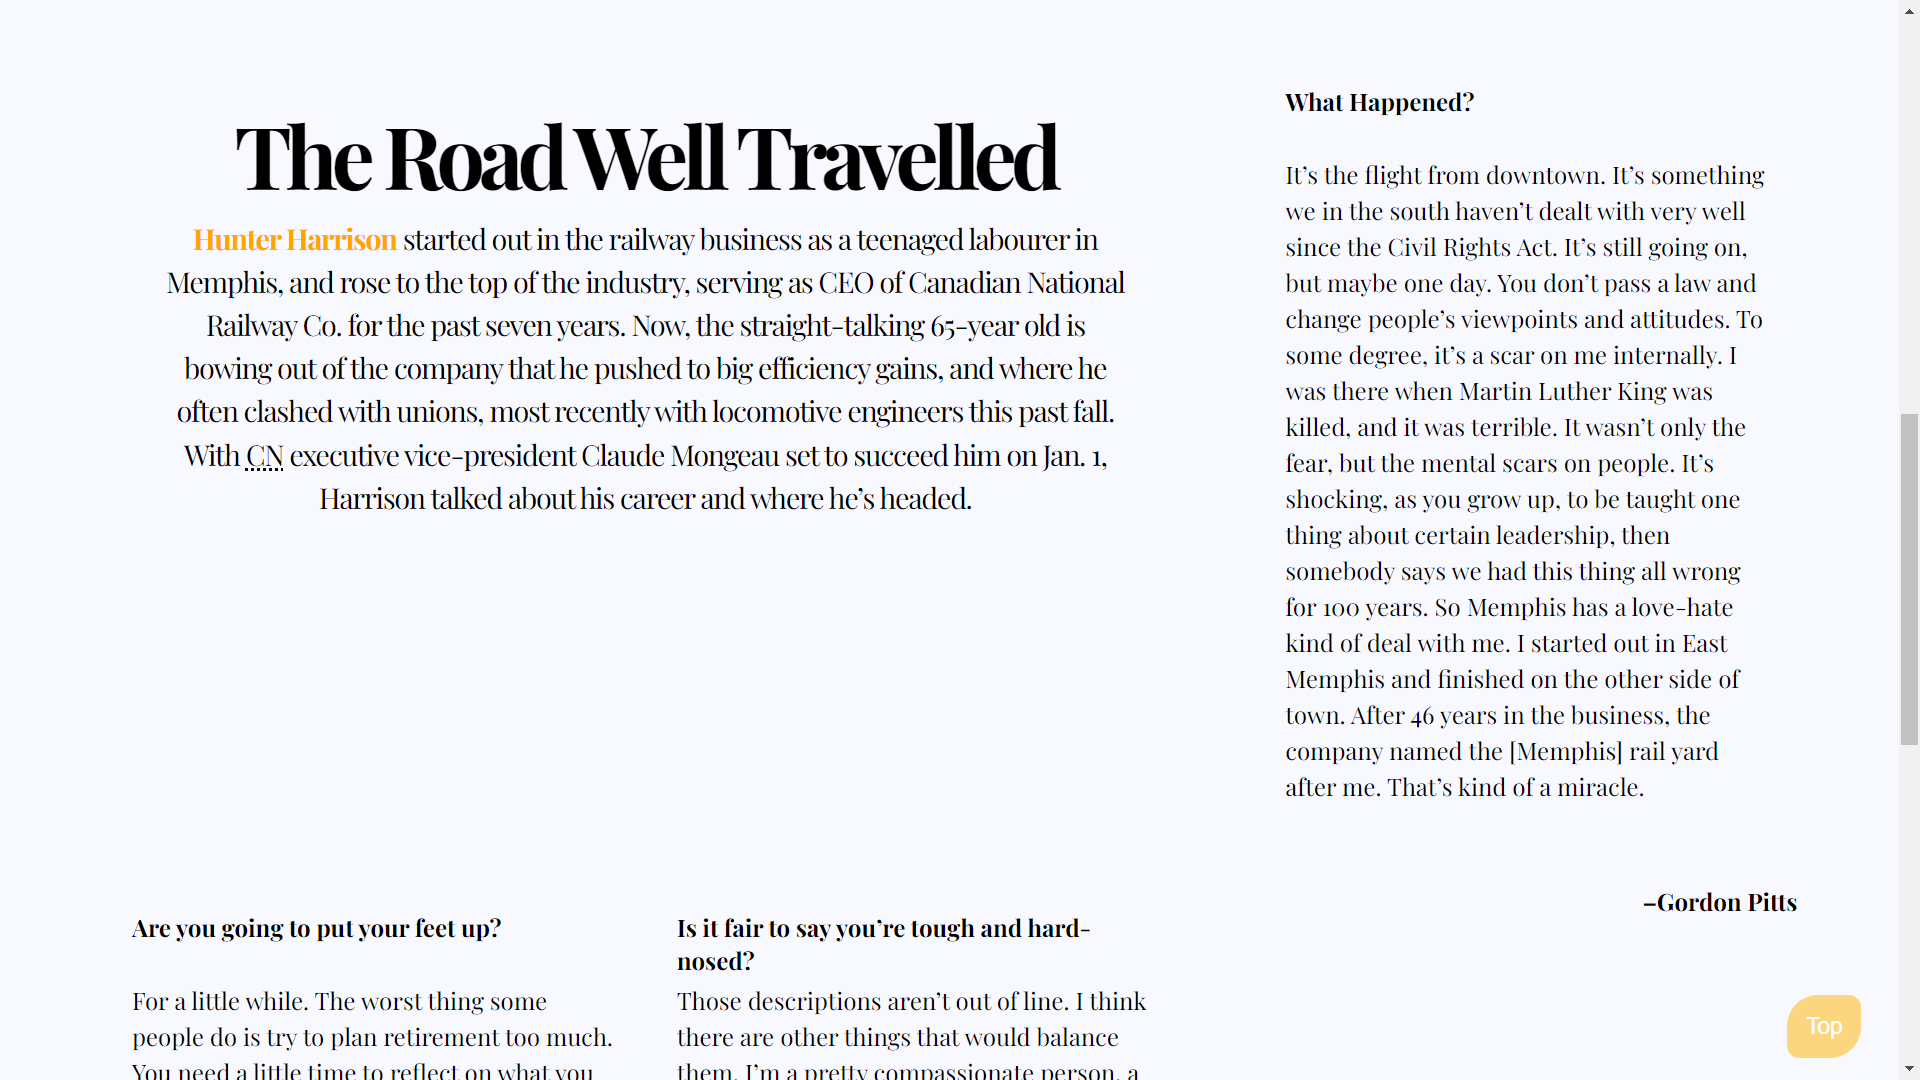 The Road Well Travelled
Hunter Harrison started out in the railway business as a teenaged labourer in
Memphis, and rose to the top of the industry, serving as CEO of Canadian National
Railway Co. for the past seven years. Now, the straight-talking 65-year old is
bowing out of the company that he pushed to big efficiency gains, and where he
often clashed with unions, most recently with locomotive engineers this past fall.
With CN executive vice-president Claude Mongeau set to succeed him on Jan. 1,
Harrison talked about his career and where he’s headed.
What Happened?
It’s the flight from downtown. It’s something
we in the south haven’t dealt with very well
since the Civil Rights Act. It’s still going on,
but maybe one day. You don’t pass a law and
change people’s viewpoints and attitudes. To
some degree, it’s a scar on me internally. I
was there when Martin Luther King was
killed, and it was terrible. It wasn’t only the
fear, but the mental scars on people. It’s
shocking, as you grow up, to be taught one
thing about certain leadership, then
somebody says we had this thing all wrong
for 100 years. So Memphis has a love-hate
kind of deal with me. I started out in East
Memphis and finished on the other side of
town. After 46 years in the business, the
company named the [Memphis] rail yard
after me. That’s kind of a miracle.
–Gordon Pitts
Are you going to put your feet up?
For a little while. The worst thing some
people do is try to plan retirement too much.
You need a little time to reflect on what you
Is it fair to say you’re tough and hard-
nosed?
Those descriptions aren’t out of line. I think
there are other things that would balance
them. I’m a pretty compassionate person, a
Top